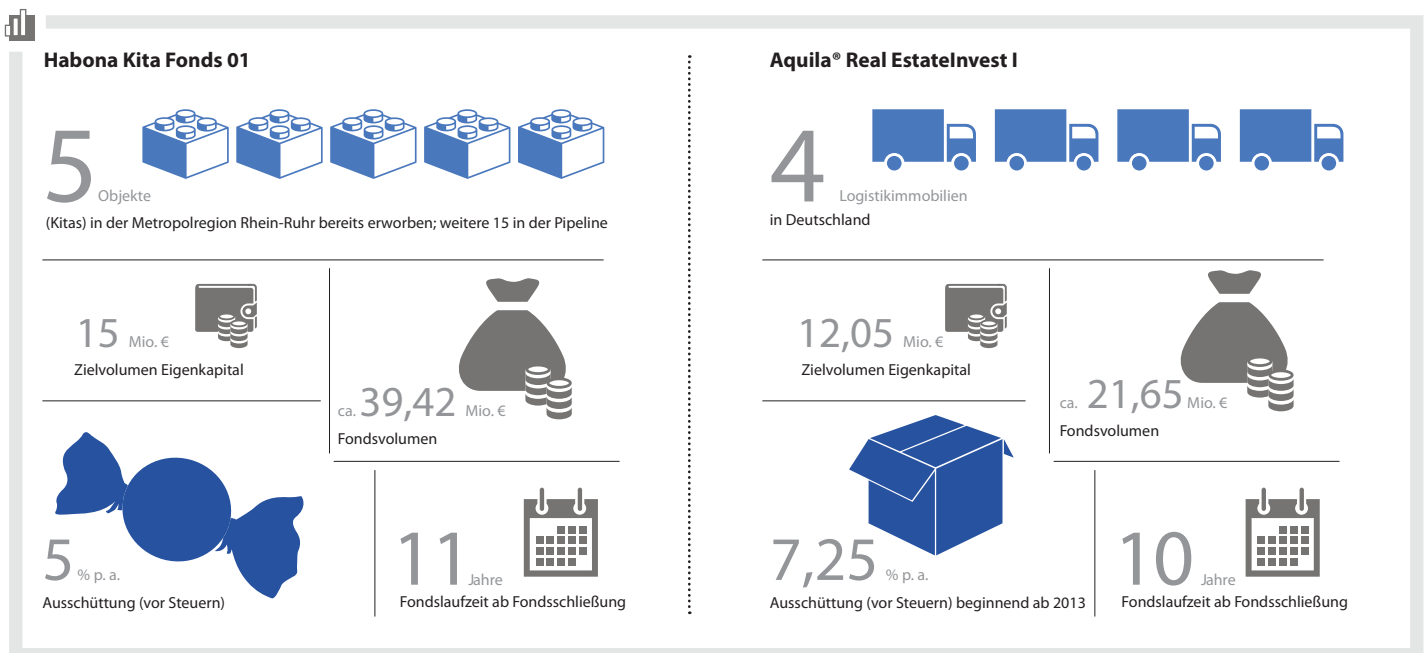 Habona Kita Fonds 01
5 Objekte
(Kitas) in der Metropolregion Rhein-Ruhr bereits erworben; weitere 15 in der Pipeline
15 Mio. €
Zielvolumen Eigenkapital
ca. 39,42 Mio. €
Fondsvolumen
5 % p. a.
Ausschüttung (vor Steuern)
11 Jahre
Fondslaufzeit ab Fondsschließung
Aquila® Real EstateInvest I
4 Logistikimmobilien
in Deutschland
12,05 Mio. €
Zielvolumen Eigenkapital
ca. 21,65 Mio. €
Fondsvolumen
7,25 % p. a.
Ausschüttung (vor Steuern) beginnend ab 2013
10 Jahre
Fondslaufzeit ab Fondsschließung